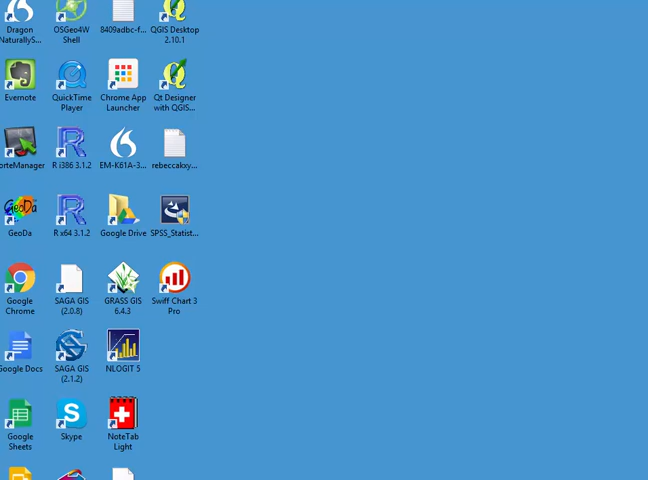 Dragon
NaturallyS...
OSGeo4W
Shell
8409adbc-f...
QGIS Desktop
2.10.1
Evernote
QuickTime
Player
Chrome App
Launcher
Qt Designer
with QGIS...
orteManager
R i386 3.1.2
EM-K61A-3...
rebeccalxy...
GeoDa
GeoDa
R x64 3.1.2
Google Drive
SPSS_Statist...
Google
Chrome
SAGA GIS
(2.0.8)
GRASS GIS
6.4.3
Swiff Chart 3
Pro
Google Docs
SAGA GIS
(2.1.2)
NLOGIT 5
Google
Sheets
Skype
NoteTab
Light